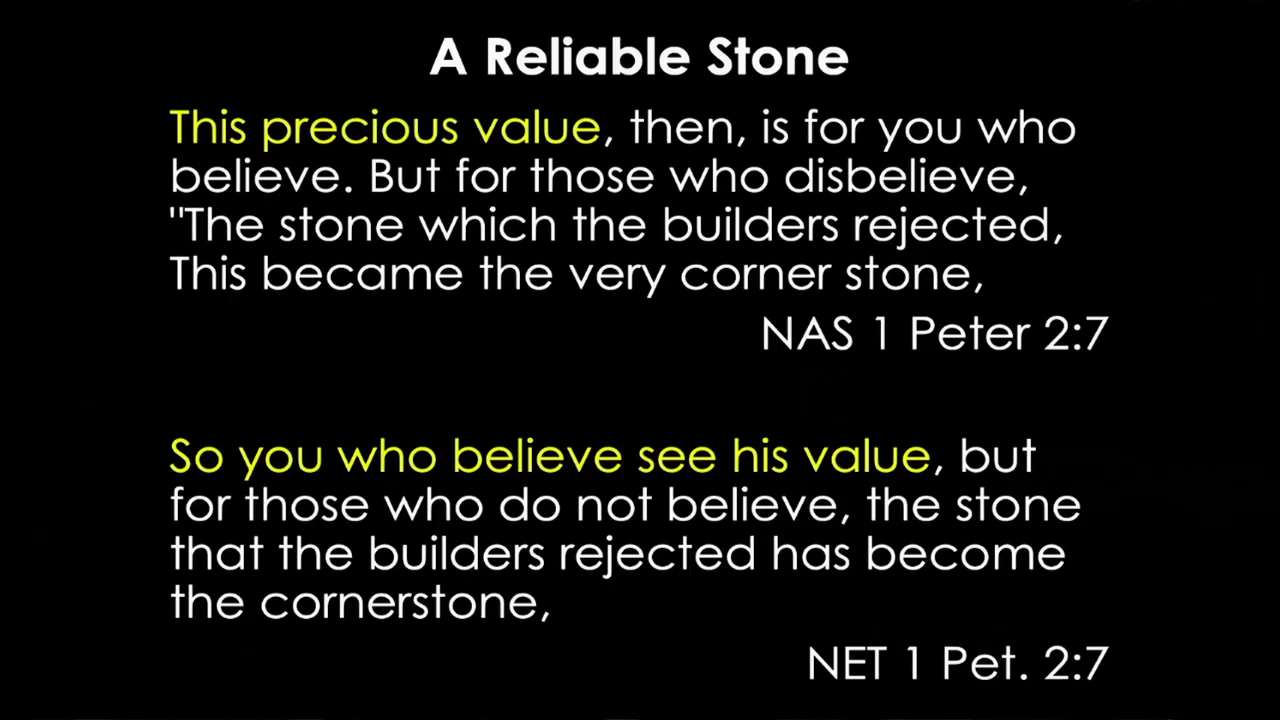 A Reliable Stone
This precious value, then, is for you who
believe. But for those who disbelieve,
"The stone which the builders rejected,
This became the very corner stone,
NAS 1 Peter 2:7
So you who believe see his value, but
for those who do not believe, the stone
that the builders rejected has become
the cornerstone,
NET 1 Pet. 2:7